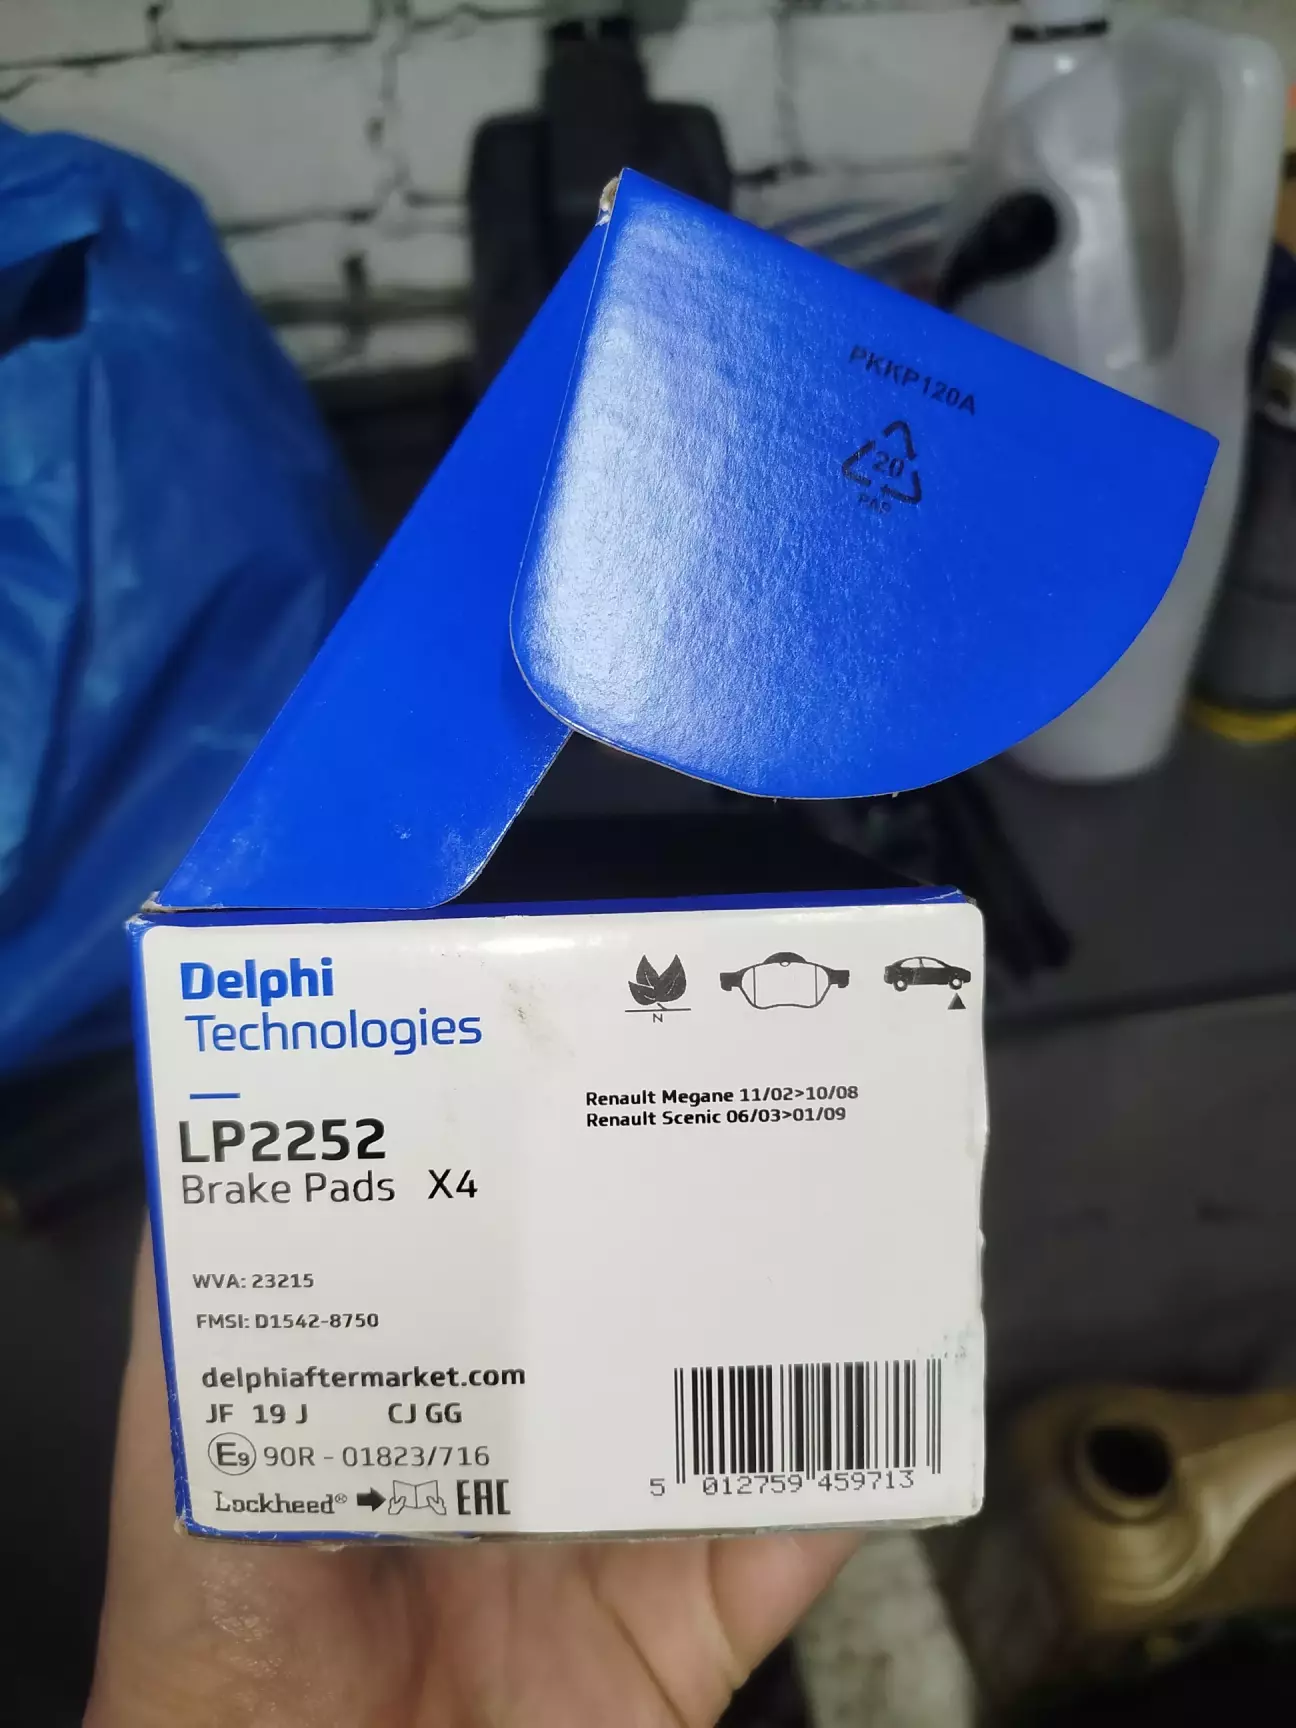 PKKP120A
20
PAP
Delphi
Technologies
N
Renault Megane 11/02>10/08
Renault Scenic 06/03>01/09
LP2252
Brake Pads X4
WVA: 23215
FMSI: D1542-8750
delphiaftermarket.com
JF 19 J CJ GG
E9 90R - 01823/716
Lockheed® EAC
5 012759 459713